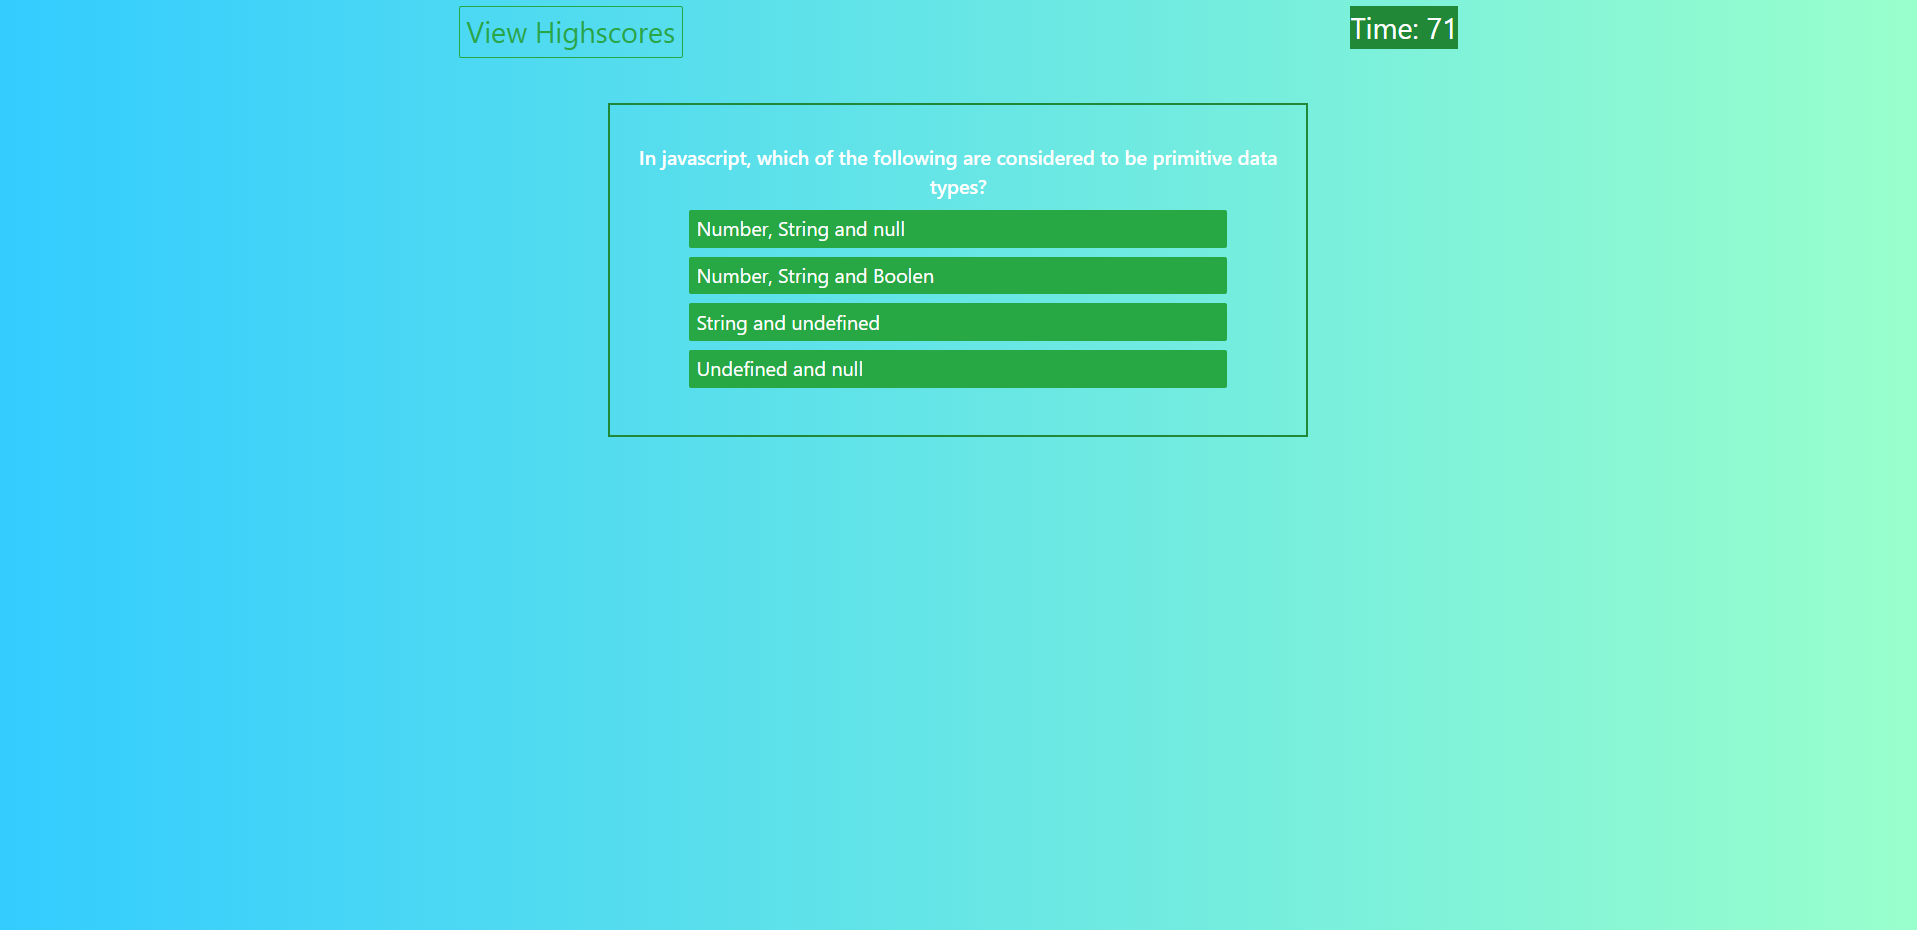 View Highscores
Time: 71
In javascript, which of the following are considered to be primitive data
types?
Number, String and null
Number, String and Boolen
String and undefined
Undefined and null